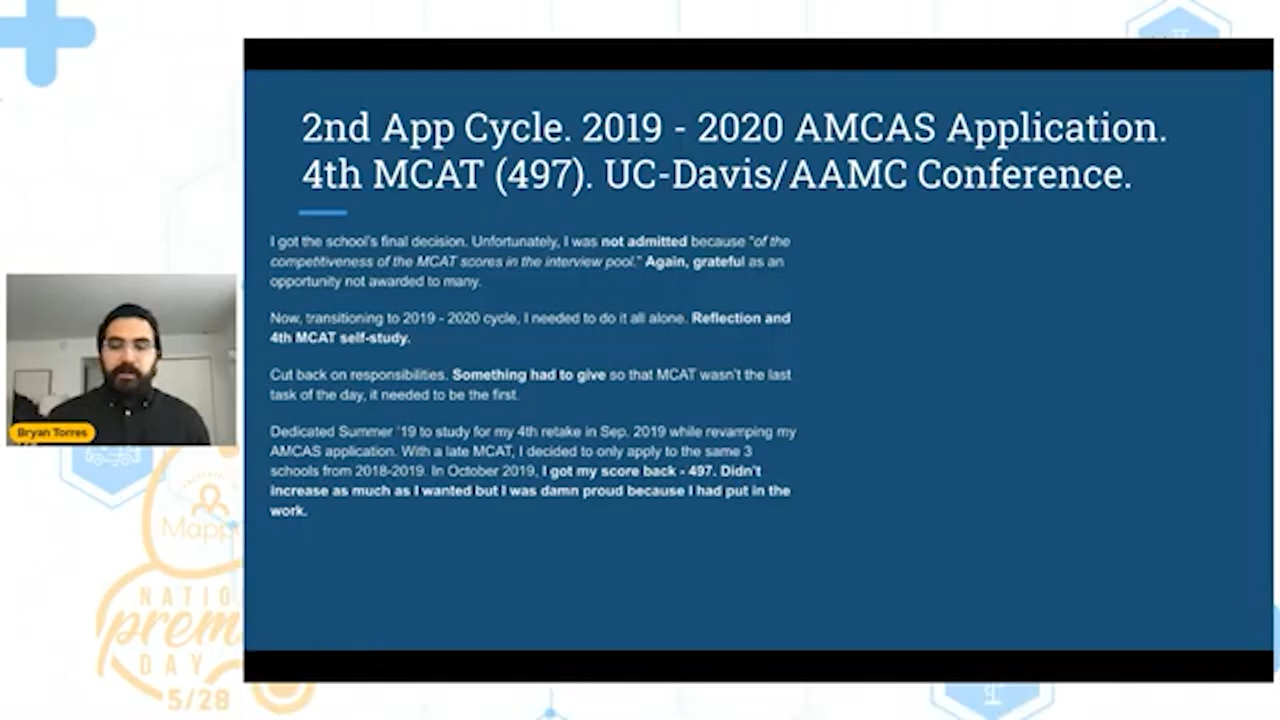 2nd App Cycle. 2019 - 2020 AMCAS Application.
4th MCAT (497). UC-Davis/AAMC Conference.
I got the school's final decision. Unfortunately, I was not admitted because "of the
competitiveness of the MCAT scores in the interview pool." Again, grateful as an
opportunity not awarded to many.
Now, transitioning to 2019 - 2020 cycle, I needed to do it all alone. Reflection and
4th MCAT self-study.
Cut back on responsibilities. Something had to give so that MCAT wasn't the last
task of the day, it needed to be the first.
Dedicated Summer '19 to study for my 4th retake in Sep. 2019 while revamping my
AMCAS application. With a late MCAT, I decided to only apply to the same 3
schools from 2018-2019. In October 2019, I got my score back - 497. Didn't
increase as much as I wanted but I was damn proud because I had put in the
work.
Bryan Torres
Mapp
NATIO
prem
DAY
5/28